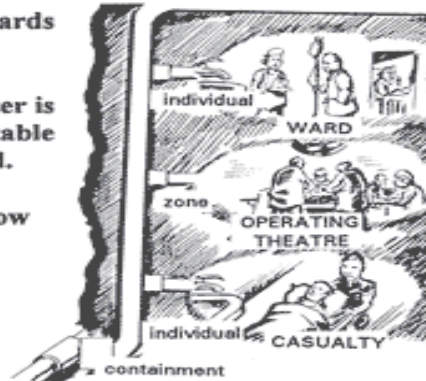 ards
individual
WARD
er is
able
l.
zone
ow
OPERATING
THEATRE
individual
CASUALTY
containment